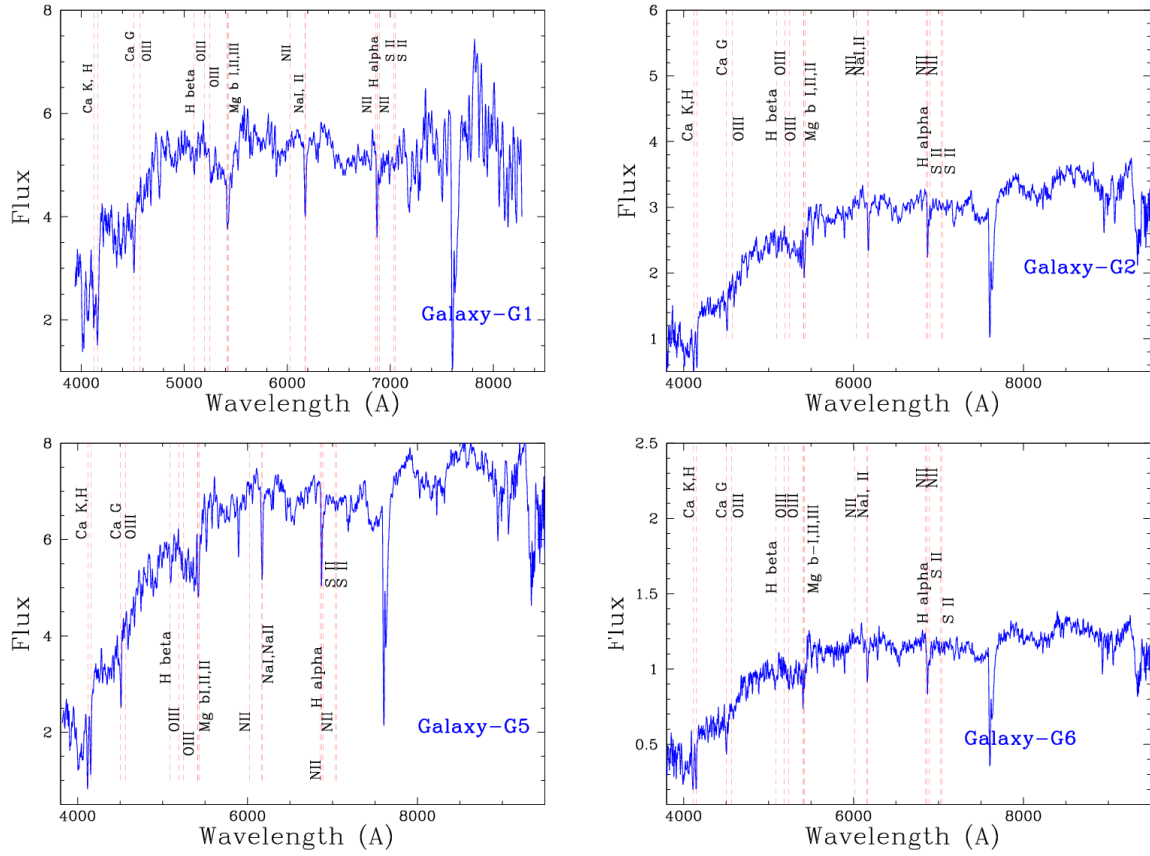 8
6
4
2
4000 5000 6000 7000 8000
Flux
Wavelength (A)
Ca K, H
Ca G
OIII
H beta
OIII
OIII
Mg b I,II,III
NII
NaI, II
NII
H alpha
NII
S II
S II
Galaxy-G1
6
5
4
3
2
1
4000 6000 8000
Flux
Wavelength (A)
Ca K,H
Ca G
OIII
H beta
OIII
OIII
Mg b I,II,II
NII
NaI,II
NII
NII
H alpha
S II
S II
Galaxy-G2
8
6
4
2
4000 6000 8000
Flux
Wavelength (A)
Ca K,H
Ca G
OIII
H beta
OIII
OIII
Mg bI,II,II
NII
NaI,NaII
NII
H alpha
NII
S II
S II
Galaxy-G5
2.5
2
1.5
1
0.5
4000 6000 8000
Flux
Wavelength (A)
Ca K,H
Ca G
OIII
H beta
OIII
OIII
Mg b-I,II,III
NII
NaI, II
NII
NII
H alpha
S II
S II
Galaxy-G6